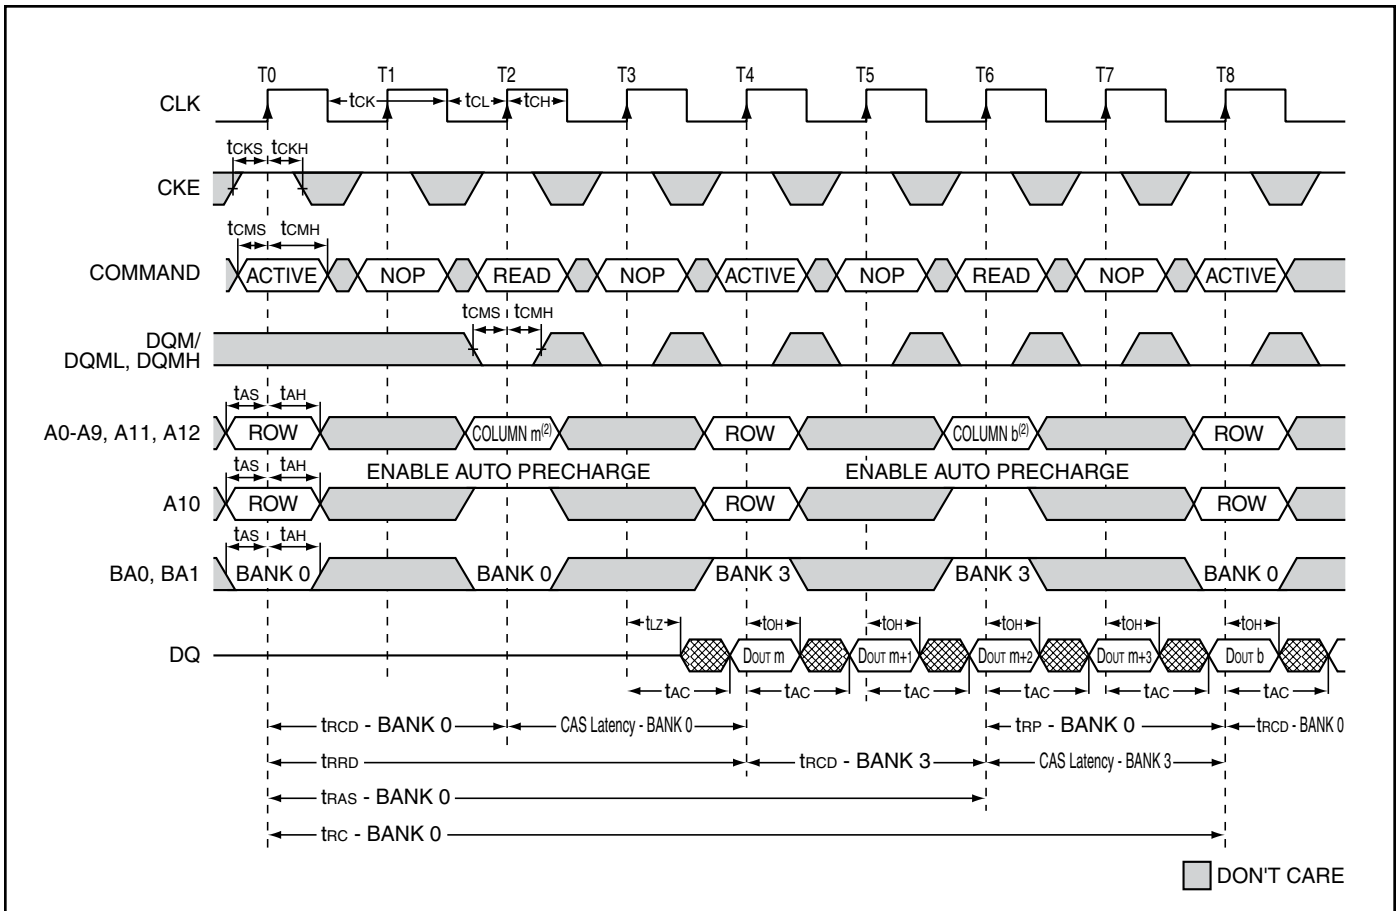 T0 T1 T2 T3 T4 T5 T6 T7 T8
CLK tCK tCL tCH
tCKS tCKH
CKE
tCMS tCMH
COMMAND ACTIVE NOP READ NOP ACTIVE NOP READ NOP ACTIVE
tCMS tCMH
DQM/
DQML, DQMH
tAS tAH
A0-A9, A11, A12 ROW COLUMN m(2) ROW COLUMN b(2) ROW
tAS tAH ENABLE AUTO PRECHARGE ENABLE AUTO PRECHARGE
A10 ROW ROW ROW
tAS tAH
BA0, BA1 BANK 0 BANK 0 BANK 3 BANK 3 BANK 0
tLZ tOH tOH tOH tOH tOH
DQ DOUT m DOUT m+1 DOUT m+2 DOUT m+3 DOUT b
tAC tAC tAC tAC tAC tAC
tRCD - BANK 0 CAS Latency - BANK 0 tRP - BANK 0 tRCD - BANK 0
tRRD tRCD - BANK 3 CAS Latency - BANK 3
tRAS - BANK 0
tRC - BANK 0
DON'T CARE